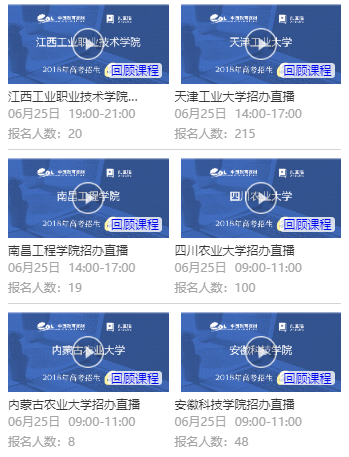 江西工业职业技术学院
2018年高考招生
回顾课程
江西工业职业技术学院...
06月25日 19:00-21:00
报名人数：20
天津工业大学
2018年高考招生
回顾课程
天津工业大学招办直播
06月25日 14:00-17:00
报名人数：215
南昌工程学院
2018年高考招生
回顾课程
南昌工程学院招办直播
06月25日 14:00-17:00
报名人数：19
四川农业大学
2018年高考招生
回顾课程
四川农业大学招办直播
06月25日 09:00-11:00
报名人数：100
内蒙古农业大学
2018年高考招生
回顾课程
内蒙古农业大学招办直播
06月25日 09:00-11:00
报名人数：8
安徽科技学院
2018年高考招生
回顾课程
安徽科技学院招办直播
06月25日 09:00-11:00
报名人数：48